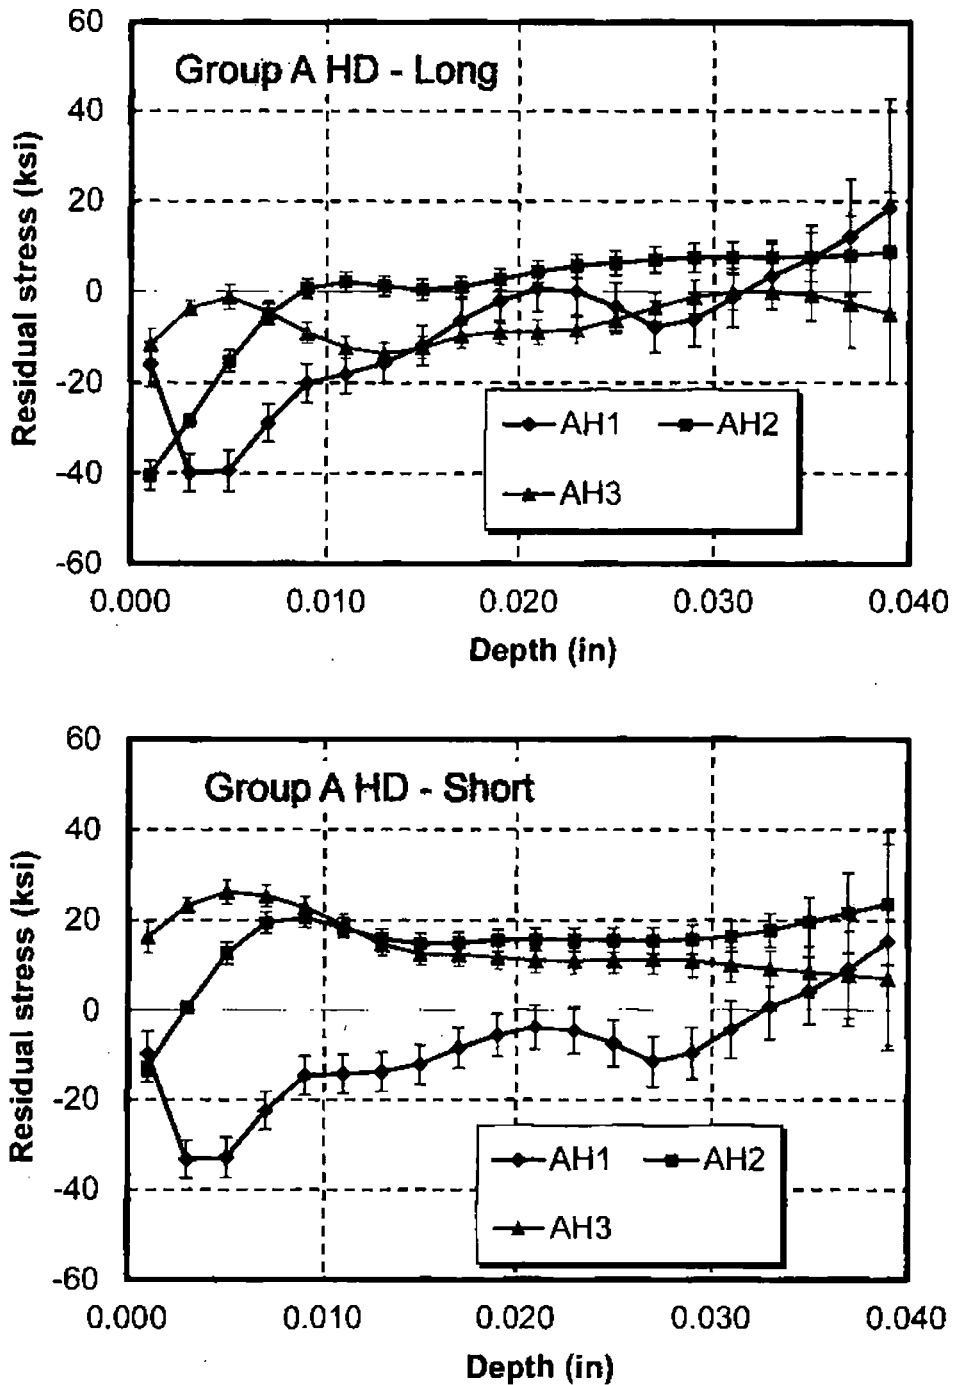 Group A HD - Long
60
40
20
0
-20
-40
-60
Residual stress (ksi)
AH1 AH2
AH3
0.000 0.010 0.020 0.030 0.040
Depth (in)
Group A HD - Short
60
40
20
0
-20
-40
-60
Residual stress (ksi)
AH1 AH2
AH3
0.000 0.010 0.020 0.030 0.040
Depth (in)